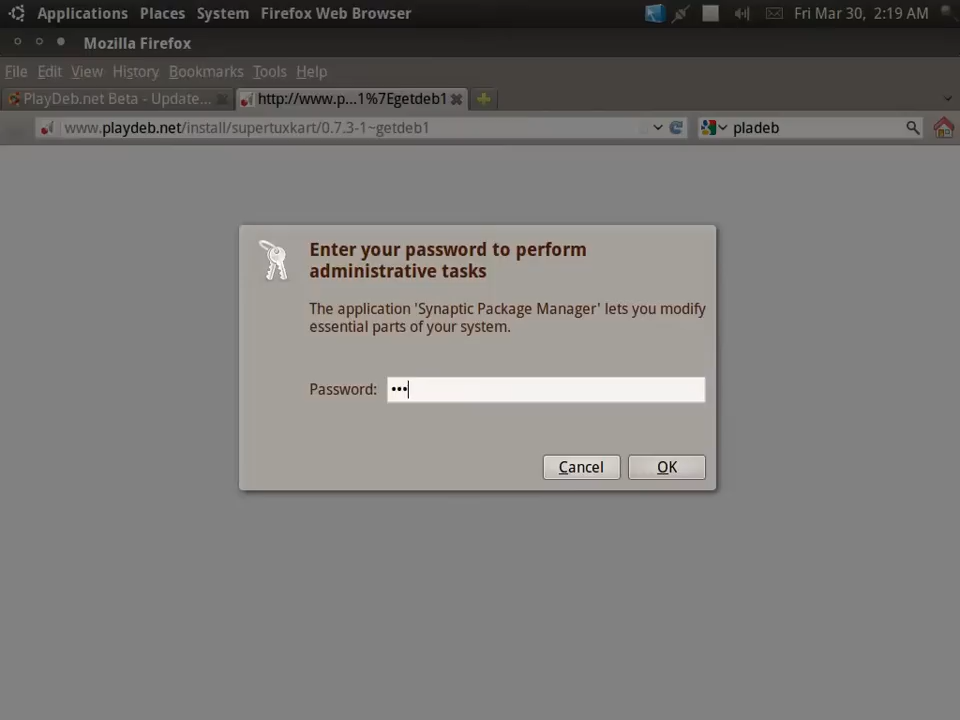 Applications Places System Firefox Web Browser Fri Mar 30, 2:19 AM
Mozilla Firefox
File Edit View History Bookmarks Tools Help
PlayDeb.net Beta - Update... http://www.p...1%7Egetdeb1
www.playdeb.net/install/supertuxkart/0.7.3-1~getdeb1 pladeb
Enter your password to perform
administrative tasks
The application 'Synaptic Package Manager' lets you modify
essential parts of your system.
Password: •••
Cancel OK